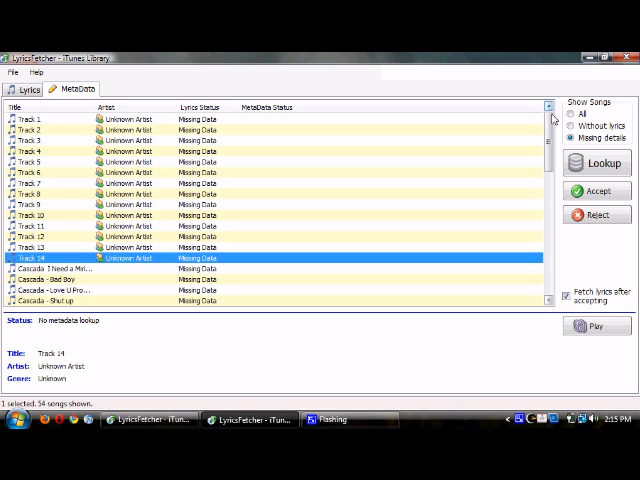 LyricsFetcher - iTunes Library
File Help
Lyrics MetaData
Title Artist Lyrics Status MetaData Status
Track 1 Unknown Artist Missing Data
Track 2 Unknown Artist Missing Data
Track 3 Unknown Artist Missing Data
Track 4 Unknown Artist Missing Data
Track 5 Unknown Artist Missing Data
Track 6 Unknown Artist Missing Data
Track 7 Unknown Artist Missing Data
Track 8 Unknown Artist Missing Data
Track 9 Unknown Artist Missing Data
Track 10 Unknown Artist Missing Data
Track 11 Unknown Artist Missing Data
Track 12 Unknown Artist Missing Data
Track 13 Unknown Artist Missing Data
Track 14 Unknown Artist Missing Data
Cascada I Need a Miri... Missing Data
Cascada - Bad Boy Missing Data
Cascada - Love U Pro... Missing Data
Cascada - Shut up Missing Data
Show Songs
All
Without lyrics
Missing details
Lookup
Accept
Reject
Fetch lyrics after
accepting
Play
Status: No metadata lookup
Title: Track 14
Artist: Unknown Artist
Genre: Unknown
1 selected. 54 songs shown.
LyricsFetcher - iTun... LyricsFetcher - iTun... Flashing 2:15 PM